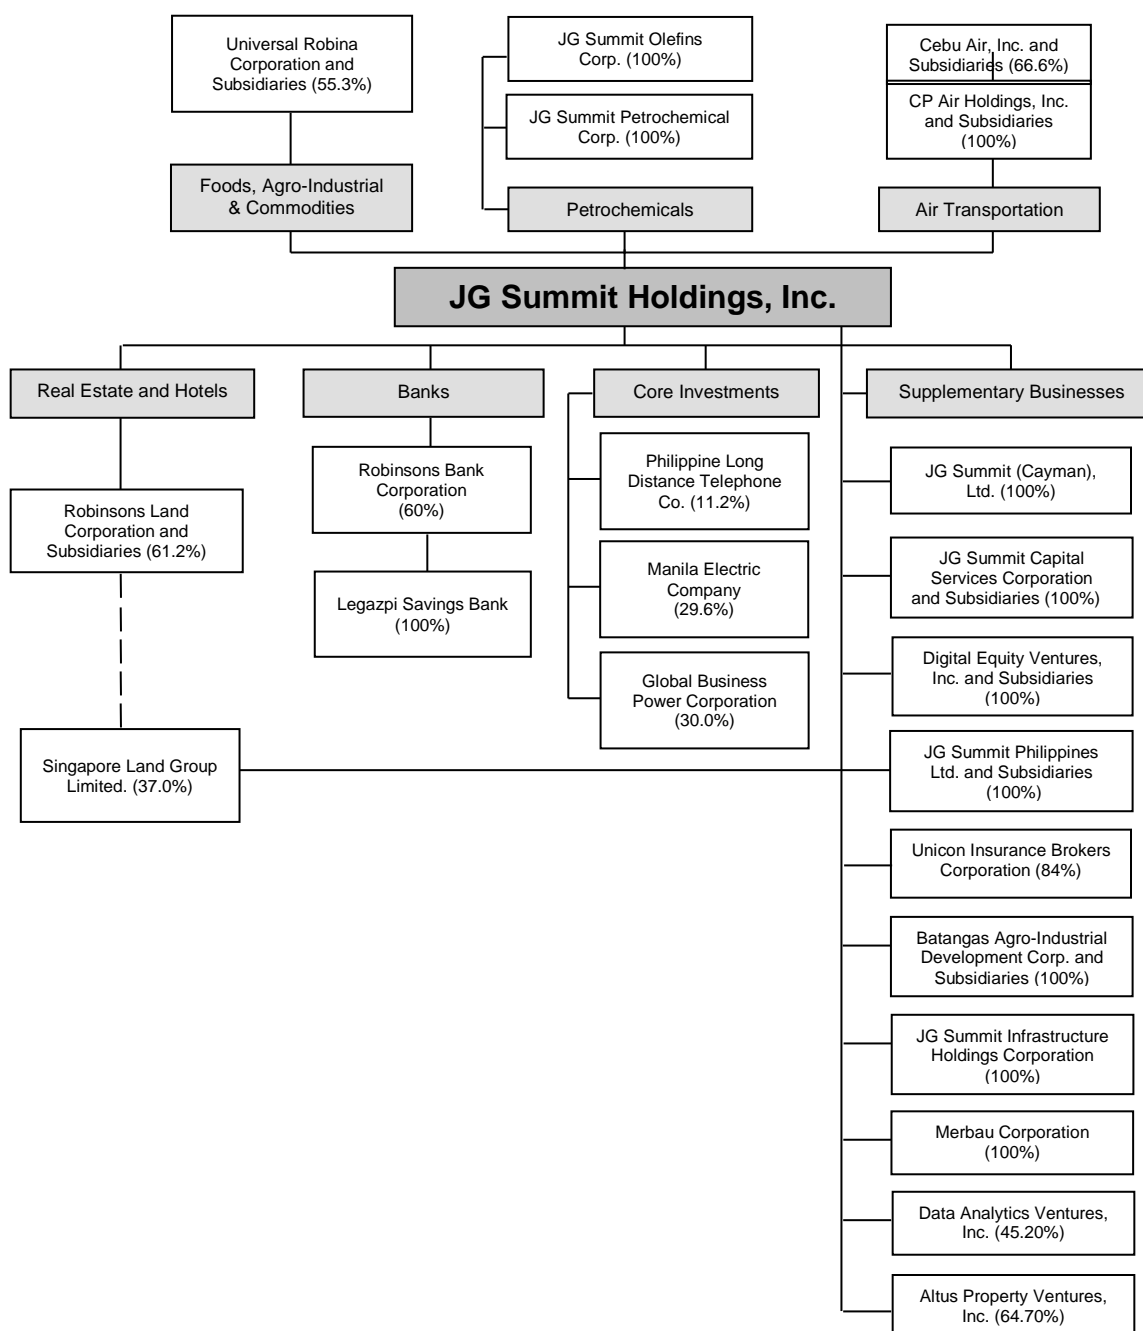 Universal Robina
Corporation and
Subsidiaries (55.3%)
JG Summit Olefins
Corp. (100%)
JG Summit Petrochemical
Corp. (100%)
Cebu Air, Inc. and
Subsidiaries (66.6%)
CP Air Holdings, Inc.
and Subsidiaries
(100%)
Foods, Agro-Industrial
& Commodities
Petrochemicals
Air Transportation
JG Summit Holdings, Inc.
Real Estate and Hotels
Banks
Core Investments
Supplementary Businesses
Robinsons Land
Corporation and
Subsidiaries (61.2%)
Singapore Land Group
Limited. (37.0%)
Robinsons Bank
Corporation
(60%)
Legazpi Savings Bank
(100%)
Philippine Long
Distance Telephone
Co. (11.2%)
Manila Electric
Company
(29.6%)
Global Business
Power Corporation
(30.0%)
JG Summit (Cayman),
Ltd. (100%)
JG Summit Capital
Services Corporation
and Subsidiaries (100%)
Digital Equity Ventures,
Inc. and Subsidiaries
(100%)
JG Summit Philippines
Ltd. and Subsidiaries
(100%)
Unicon Insurance Brokers
Corporation (84%)
Batangas Agro-Industrial
Development Corp. and
Subsidiaries (100%)
JG Summit Infrastructure
Holdings Corporation
(100%)
Merbau Corporation
(100%)
Data Analytics Ventures,
Inc. (45.20%)
Altus Property Ventures,
Inc. (64.70%)